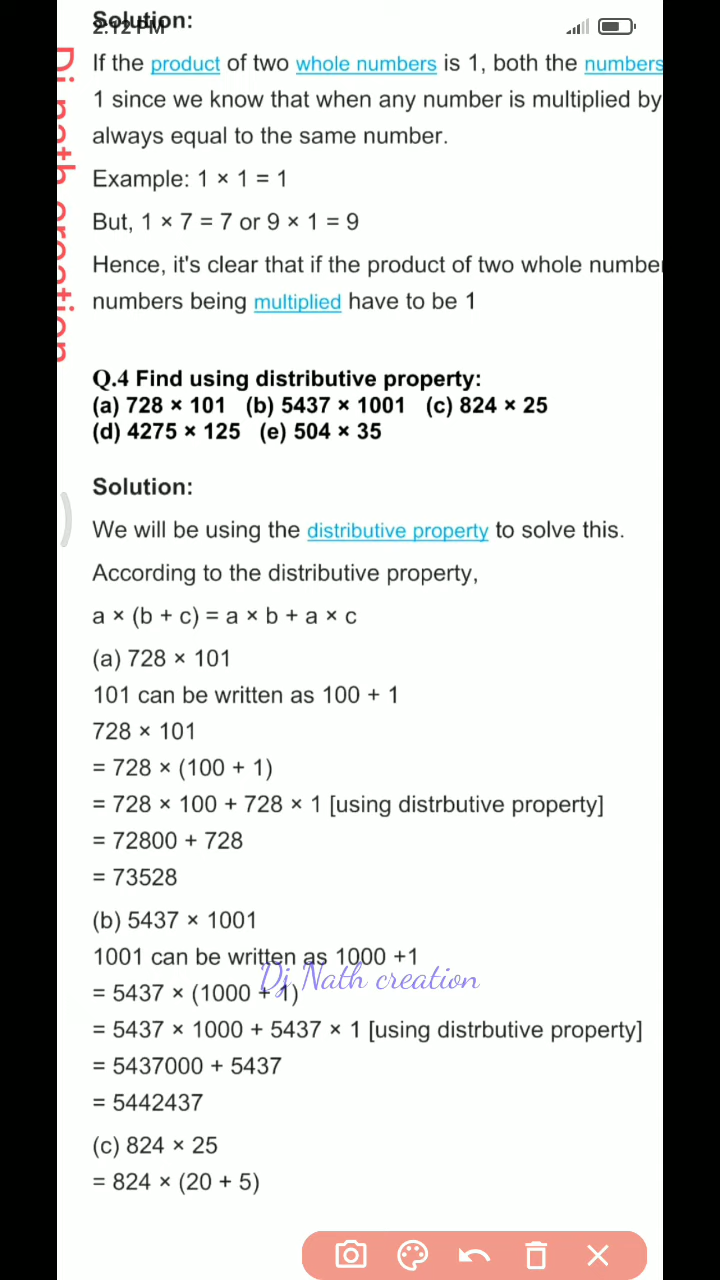 Solution:
2:12 PM
If the product of two whole numbers is 1, both the numbers
1 since we know that when any number is multiplied by
always equal to the same number.
Example: 1 × 1 = 1
But, 1 × 7 = 7 or 9 × 1 = 9
Hence, it's clear that if the product of two whole number
numbers being multiplied have to be 1
Q.4 Find using distributive property:
(a) 728 × 101 (b) 5437 × 1001 (c) 824 × 25
(d) 4275 × 125 (e) 504 × 35
Solution:
We will be using the distributive property to solve this.
According to the distributive property,
a × (b + c) = a × b + a × c
(a) 728 × 101
101 can be written as 100 + 1
728 × 101
= 728 × (100 + 1)
= 728 × 100 + 728 × 1 [using distrbutive property]
= 72800 + 728
= 73528
(b) 5437 × 1001
1001 can be written as 1000 +1
Dj Nath creation
= 5437 × (1000 + 1)
= 5437 × 1000 + 5437 × 1 [using distrbutive property]
= 5437000 + 5437
= 5442437
(c) 824 × 25
= 824 × (20 + 5)
Dj nath creation